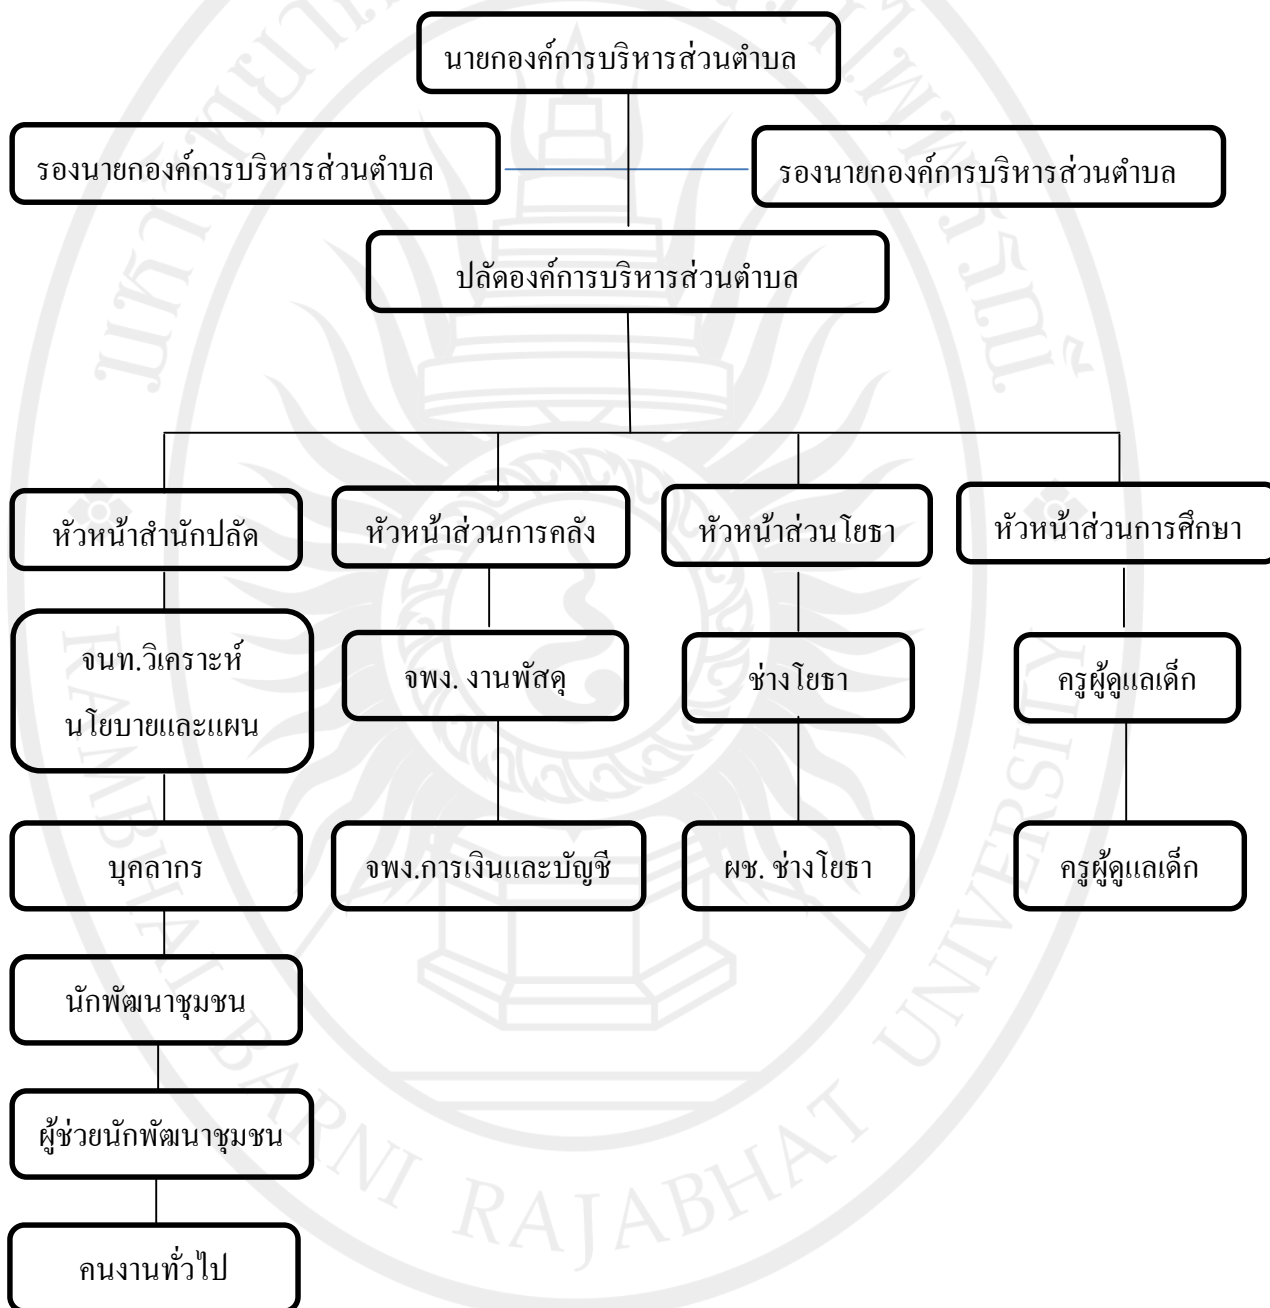 นายกองค์การบริหารส่วนตำบล
รองนายกองค์การบริหารส่วนตำบล
รองนายกองค์การบริหารส่วนตำบล
ปลัดองค์การบริหารส่วนตำบล
หัวหน้าสำนักปลัด
หัวหน้าส่วนการคลัง
หัวหน้าส่วนโยธา
หัวหน้าส่วนการศึกษา
จนท.วิเคราะห์
นโยบายและแผน
จพง. งานพัสดุ
ช่างโยธา
ครูผู้ดูแลเด็ก
บุคลากร
จพง.การเงินและบัญชี
ผช. ช่างโยธา
ครูผู้ดูแลเด็ก
นักพัฒนาชุมชน
ผู้ช่วยนักพัฒนาชุมชน
คนงานทั่วไป
RAMBHAI BARNI RAJABHAT UNIVERSITY